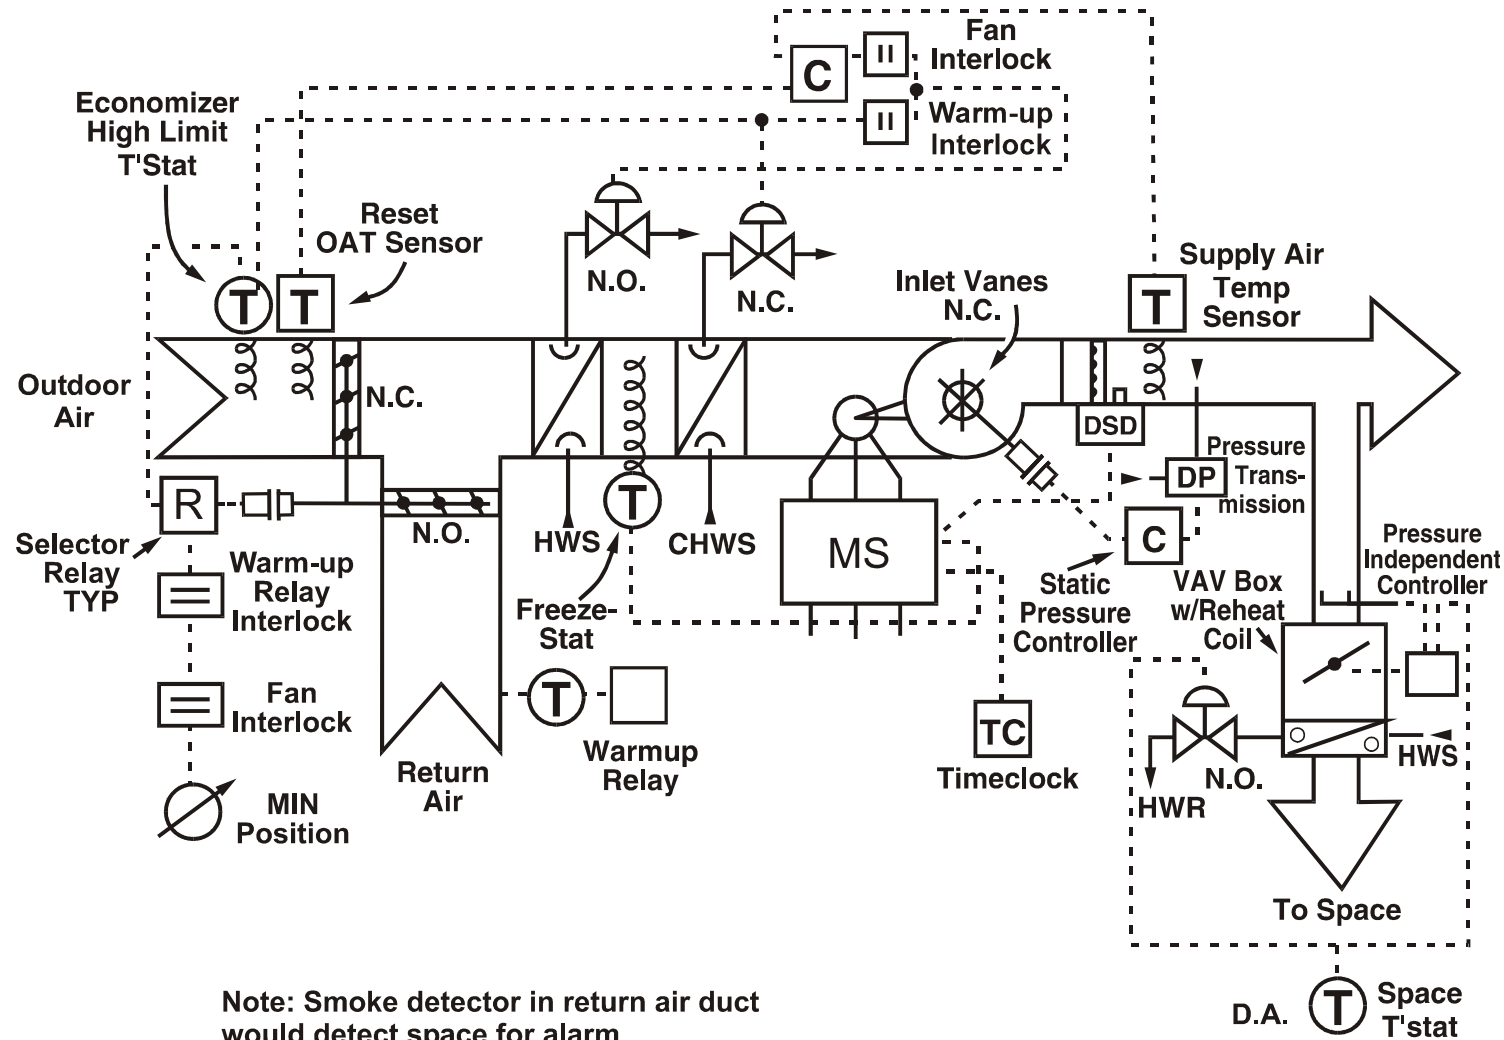 Fan
Interlock
C
II
Economizer
High Limit
T'Stat
II
Warm-up
Interlock
Reset
OAT Sensor
Supply Air
Temp
Sensor
N.O.
N.C.
Inlet Vanes
N.C.
T
T
T
Outdoor
Air
N.C.
DSD
Pressure
Trans-
mission
DP
R
N.O.
HWS
T
CHWS
MS
C
Selector
Relay
TYP
Warm-up
Relay
Interlock
Freeze-
Stat
Static
Pressure
Controller
VAV Box
w/Reheat
Coil
Pressure
Independent
Controller
Fan
Interlock
T
Warmup
Relay
TC
Timeclock
N.O.
HWS
HWR
Return
Air
MIN
Position
To Space
Note: Smoke detector in return air duct
would detect space for alarm
D.A.
T
Space
T'stat